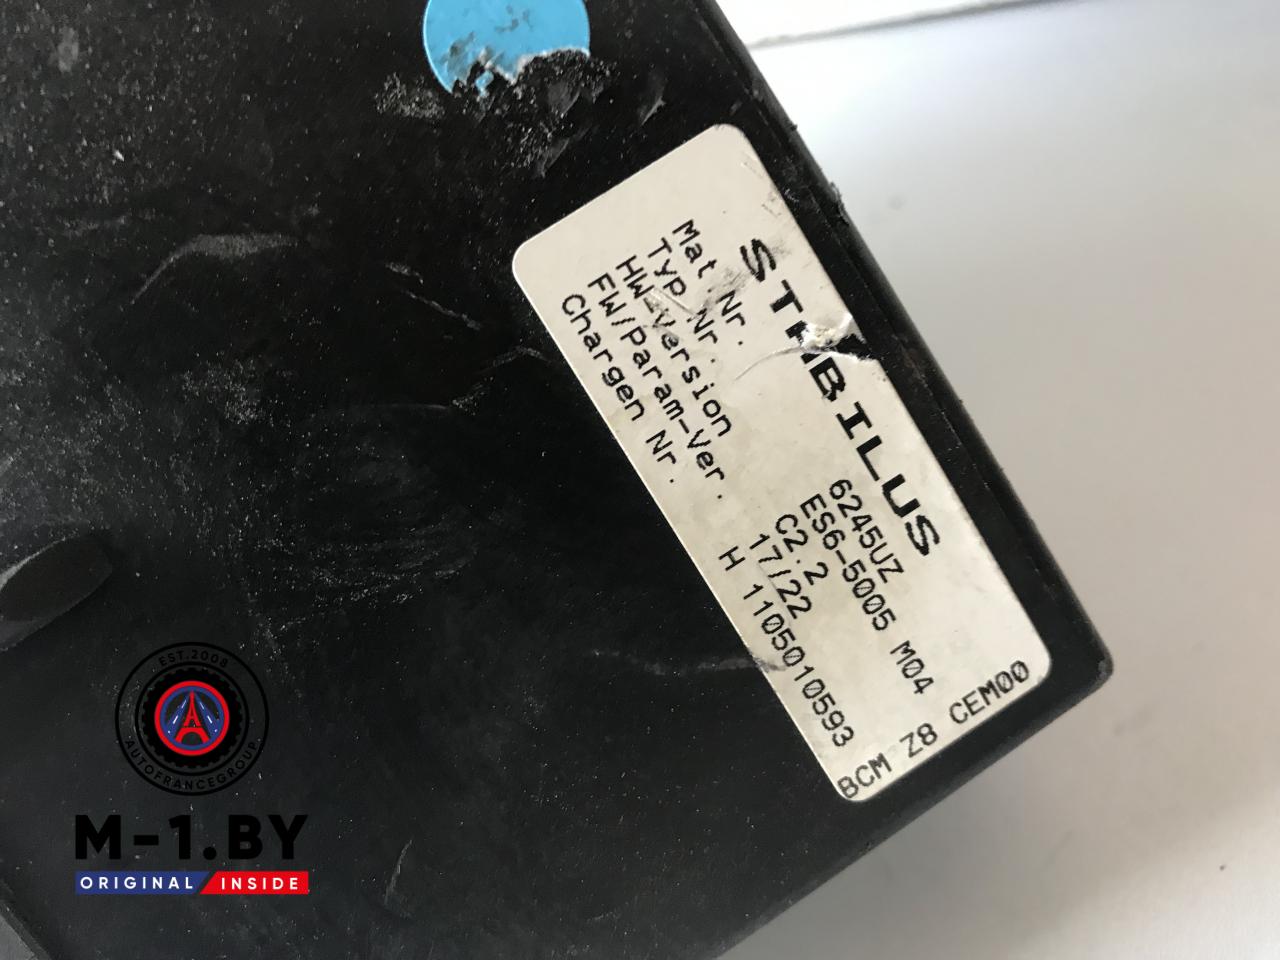 STABILUS
Mat.Nr. 6245UZ
Typ Nr. ES6-5005 M04
HW-version C2.2
FW/Param-Ver. 17/22
Chargen Nr. H 1105010593
BCM Z8 CEM00
EST.2008
AUTOFRANCEGROUP
M-1.BY
ORIGINAL INSIDE